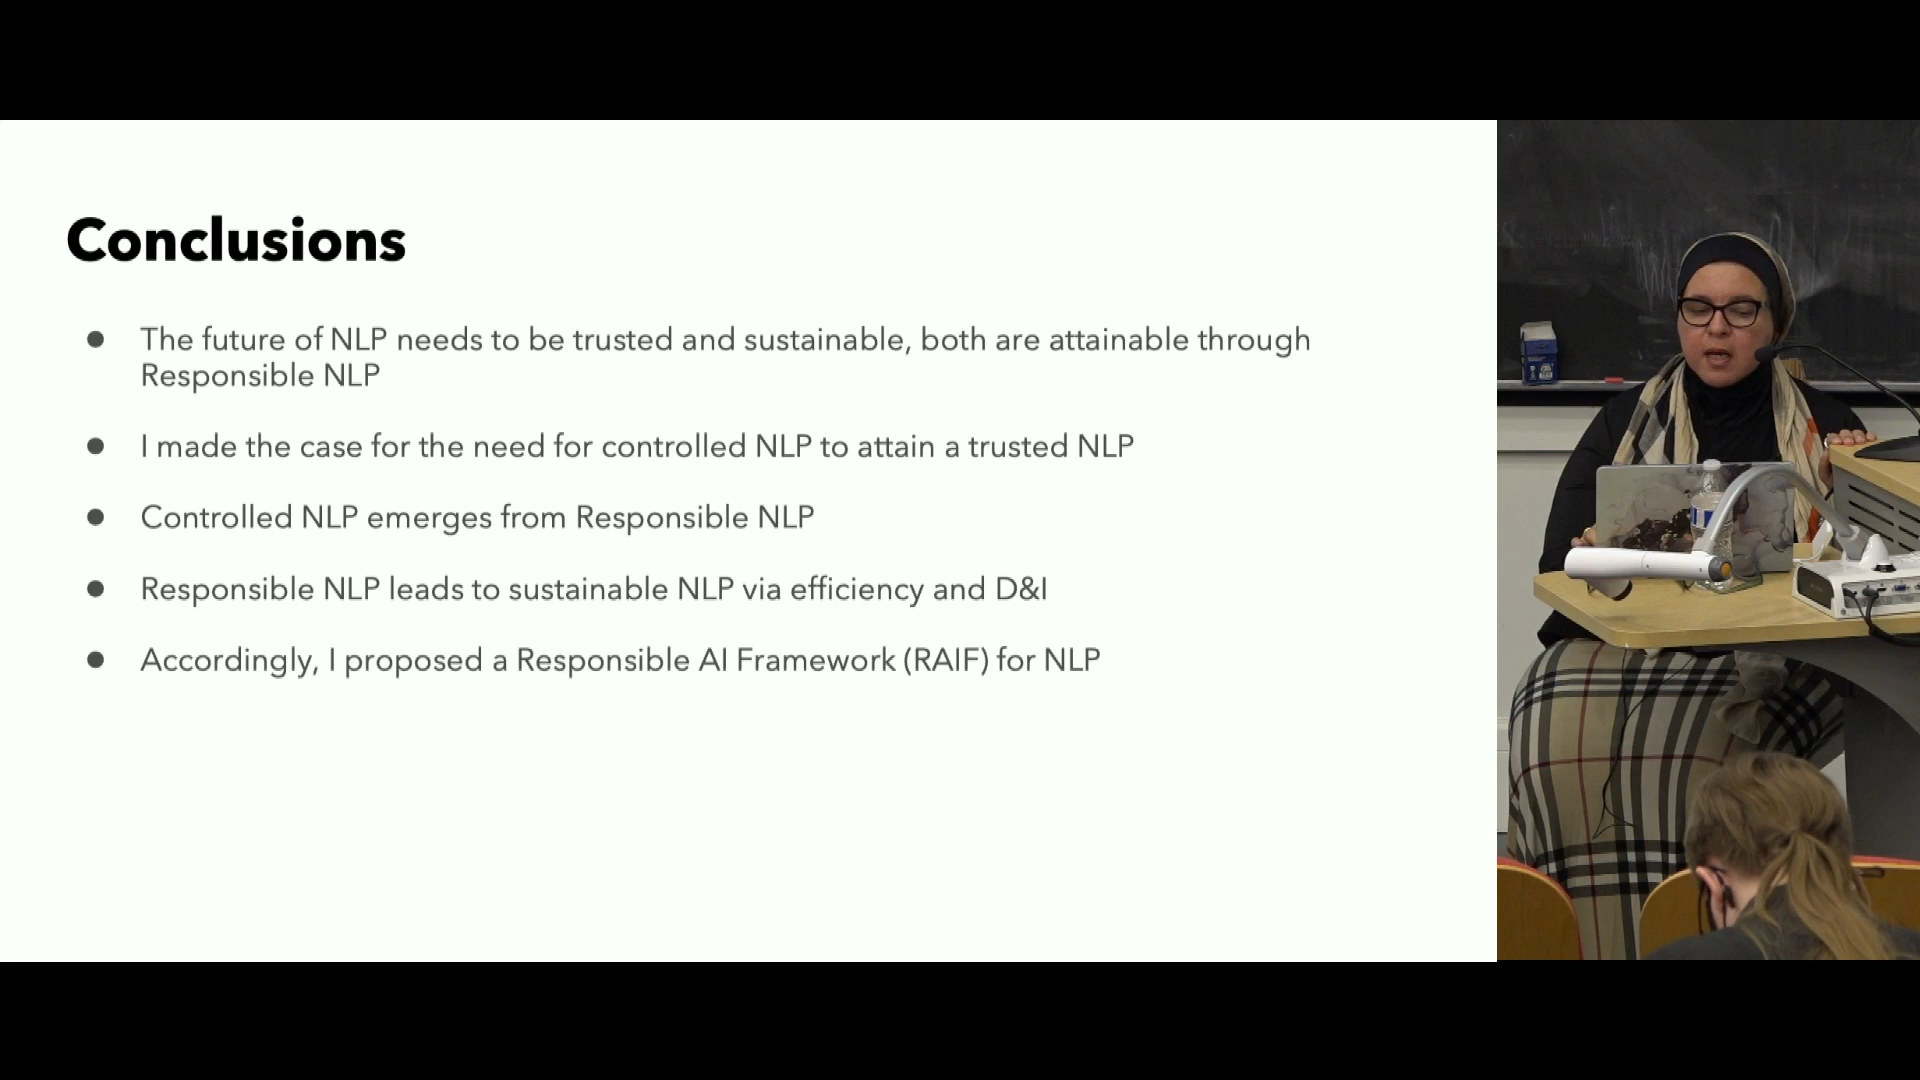 Conclusions
● The future of NLP needs to be trusted and sustainable, both are attainable through
Responsible NLP
● I made the case for the need for controlled NLP to attain a trusted NLP
● Controlled NLP emerges from Responsible NLP
● Responsible NLP leads to sustainable NLP via efficiency and D&I
● Accordingly, I proposed a Responsible AI Framework (RAIF) for NLP